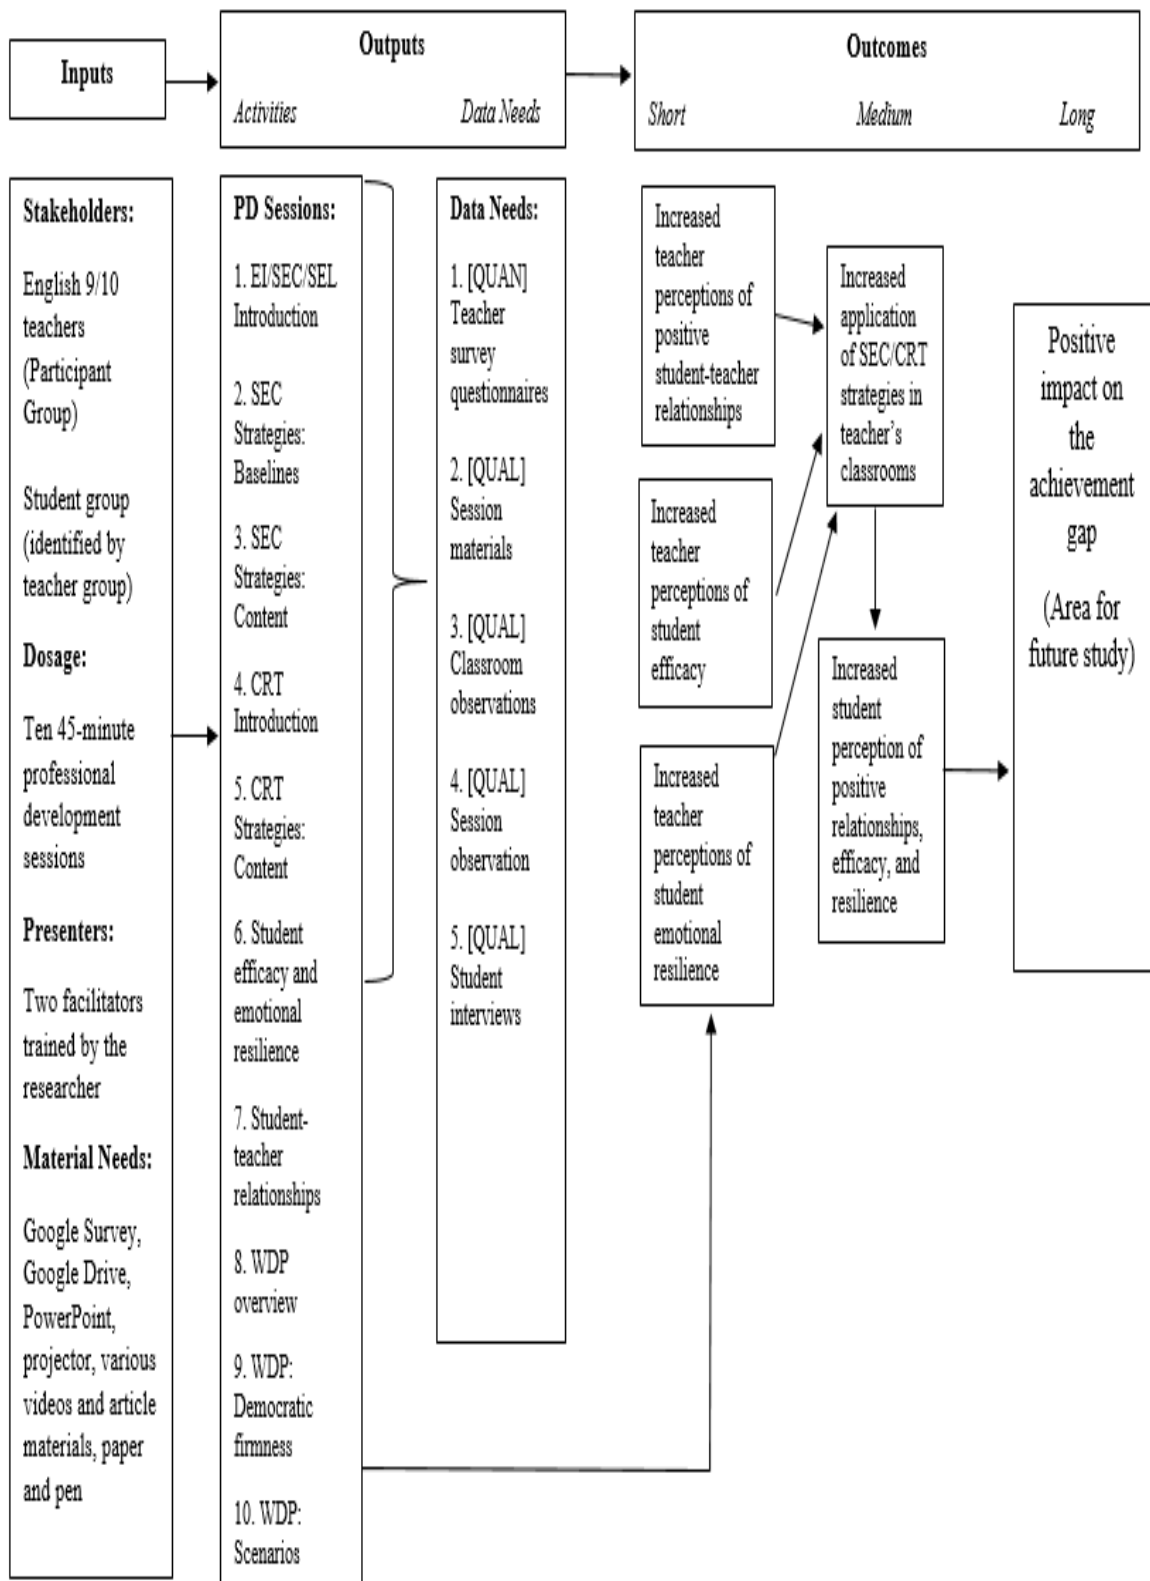 Inputs
Outputs
Activities
Data Needs
Outcomes
Short
Medium
Long
Stakeholders:
English 9/10
teachers
(Participant
Group)
Student group
(identified by
teacher group)
Dosage:
Ten 45-minute
professional
development
sessions
Presenters:
Two facilitators
trained by the
researcher
Material Needs:
Google Survey,
Google Drive,
PowerPoint,
projector, various
videos and article
materials, paper
and pen
PD Sessions:
1. EI/SEC/SEL
Introduction
2. SEC
Strategies:
Baselines
3. SEC
Strategies:
Content
4. CRT
Introduction
5. CRT
Strategies:
Content
6. Student
efficacy and
emotional
resilience
7. Student-
teacher
relationships
8. WDP
overview
9. WDP:
Democratic
firmness
10. WDP:
Scenarios
Data Needs:
1. [QUAN]
Teacher
survey
questionnaires
2. [QUAL]
Session
materials
3. [QUAL]
Classroom
observations
4. [QUAL]
Session
observation
5. [QUAL]
Student
interviews
Increased
teacher
perceptions of
positive
student-teacher
relationships
Increased
teacher
perceptions of
student
efficacy
Increased
teacher
perceptions of
student
emotional
resilience
Increased
application
of SEC/CRT
strategies in
teacher's
classrooms
Increased
student
perception of
positive
relationships,
efficacy, and
resilience
Positive
impact on
the
achievement
gap
(Area for
future study)